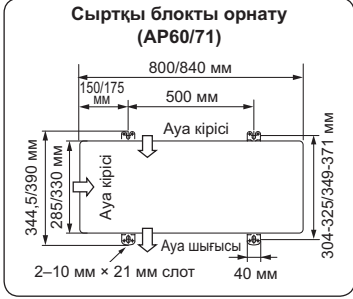 Сыртқы блокты орнату
(AP60/71)
800/840 мм
150/175
мм
500 мм
Ауа кірісі
344,5/390 мм
285/330 мм
Ауа кірісі
304-325/349-371 мм
Ауа шығысы
2–10 мм × 21 мм слот
40 мм